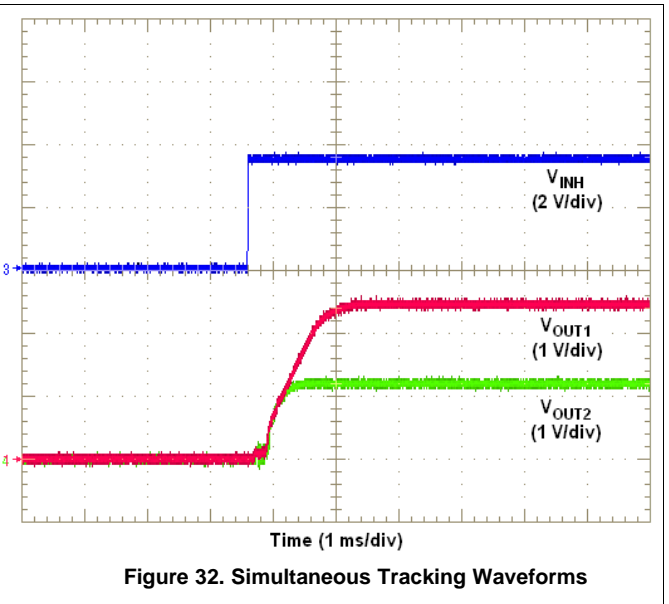 V_INH
(2 V/div)
3
V_OUT1
(1 V/div)
V_OUT2
(1 V/div)
4
Time (1 ms/div)
Figure 32. Simultaneous Tracking Waveforms